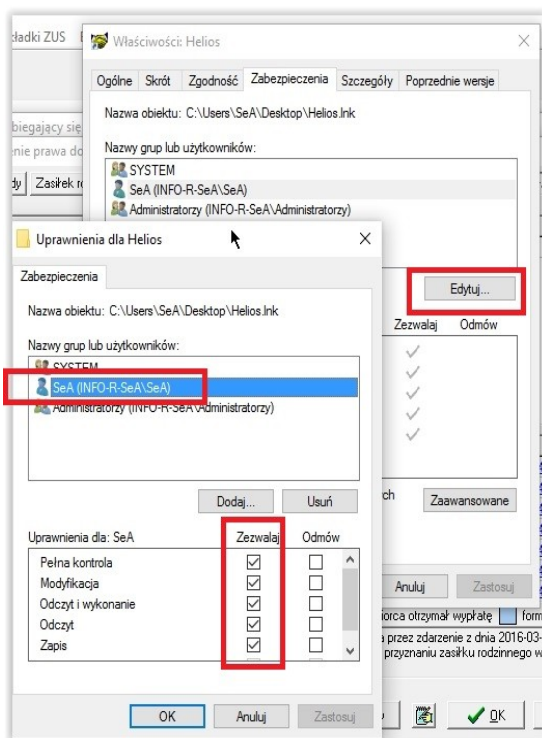 ładki ZUS
Właściwości: Helios
Ogólne Skrót Zgodność Zabezpieczenia Szczegóły Poprzednie wersje
Nazwa obiektu: C:\Users\SeA\Desktop\Helios.lnk
biegający się
enie prawa do
Nazwy grup lub użytkowników:
dy Zasiłek ro
SYSTEM
SeA (INFO-R-SeA\SeA)
Administratorzy (INFO-R-SeA\Administratorzy)
Edytuj...
Zezwalaj Odmów
ch Zaawansowane
Anuluj Zastosuj
Uprawnienia dla Helios
Zabezpieczenia
Nazwa obiektu: C:\Users\SeA\Desktop\Helios.lnk
Nazwy grup lub użytkowników:
SYSTEM
SeA (INFO-R-SeA\SeA)
Administratorzy (INFO-R-SeA\Administratorzy)
Dodaj... Usuń
Uprawnienia dla: SeA Zezwalaj Odmów
Pełna kontrola
Modyfikacja
Odczyt i wykonanie
Odczyt
Zapis
OK Anuluj Zastosuj
iorca otrzymał wypłatę form
przez zdarzenie z dnia 2016-03-
przyznaniu zasiłku rodzinnego w
OK